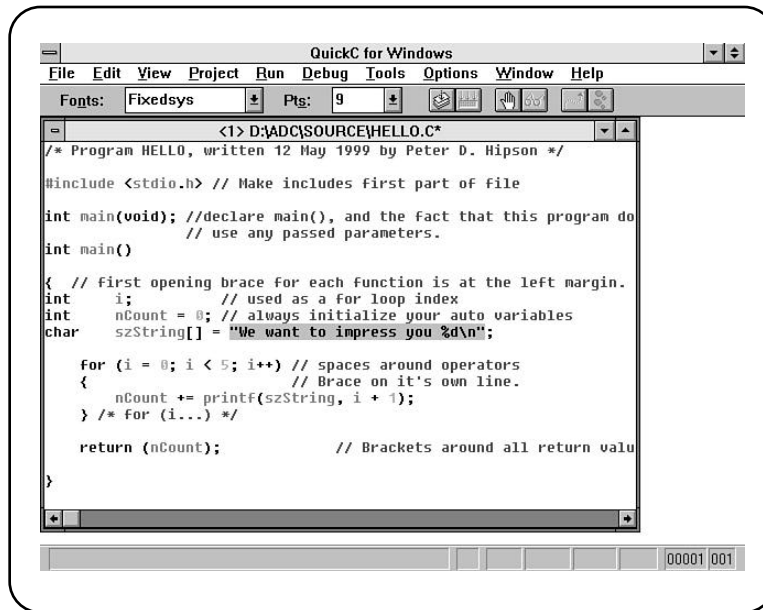 QuickC for Windows
File Edit View Project Run Debug Tools Options Window Help
Fonts: Fixedsys Pts: 9
<1> D:\ADC\SOURCE\HELLO.C*
/* Program HELLO, written 12 May 1999 by Peter D. Hipson */
#include <stdio.h> // Make includes first part of file
int main(void); //declare main(), and the fact that this program do
// use any passed parameters.
int main()
{ // first opening brace for each function is at the left margin.
int i; // used as a for loop index
int nCount = 0; // always initialize your auto variables
char szString[] = "We want to impress you %d\n";
for (i = 0; i < 5; i++) // spaces around operators
{ // Brace on it's own line.
nCount += printf(szString, i + 1);
} /* for (i...) */
return (nCount); // Brackets around all return valu
}
00001 001